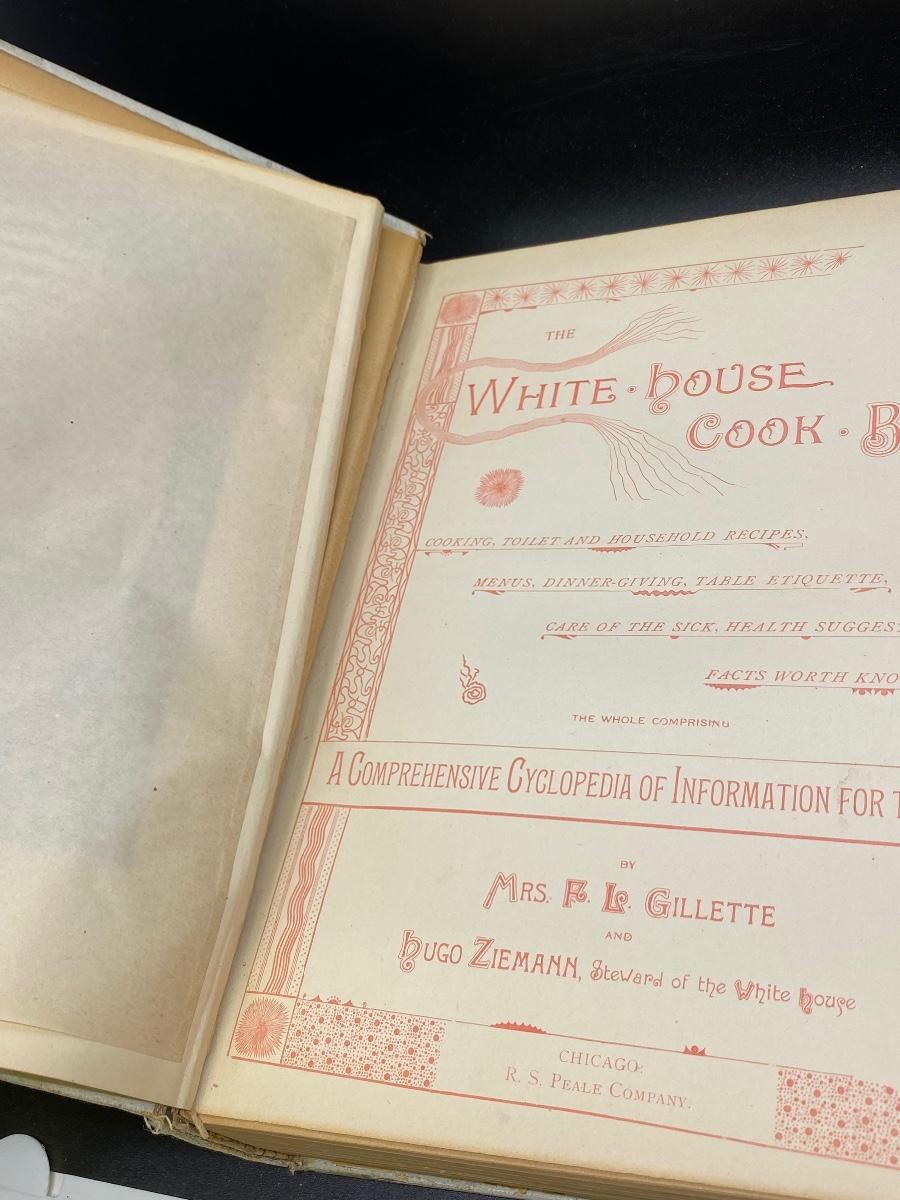 THE
WHITE · HOUSE
COOK · B
COOKING, TOILET AND HOUSEHOLD RECIPES,
MENUS, DINNER-GIVING, TABLE ETIQUETTE,
CARE OF THE SICK, HEALTH SUGGES
FACTS WORTH KNO
THE WHOLE COMPRISING
A COMPREHENSIVE CYCLOPEDIA OF INFORMATION FOR T
BY
MRS. F. L. GILLETTE
AND
HUGO ZIEMANN, Steward of the White House
CHICAGO:
R. S. PEALE COMPANY.